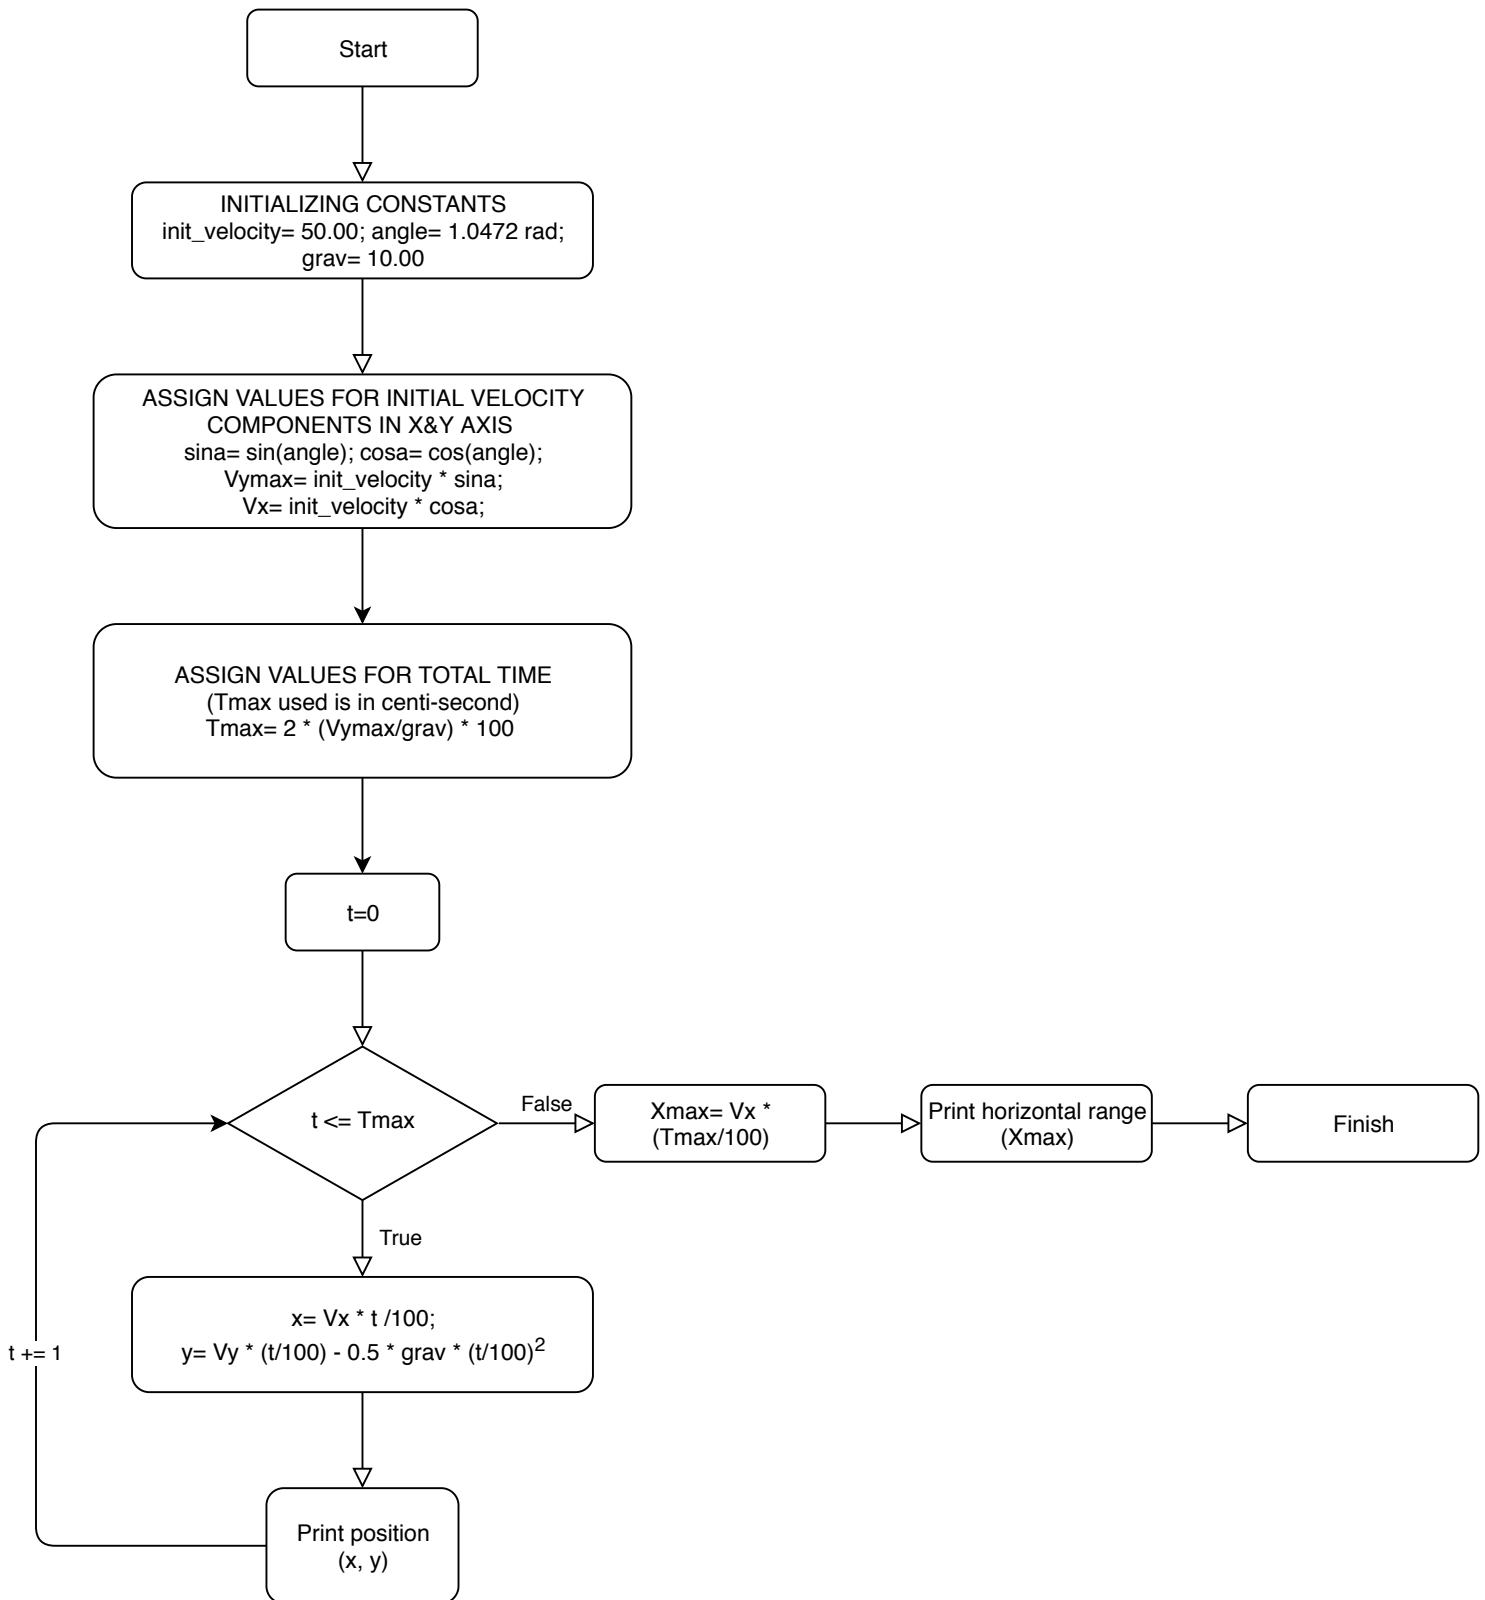 Start
INITIALIZING CONSTANTS
init_velocity= 50.00; angle= 1.0472 rad;
grav= 10.00
ASSIGN VALUES FOR INITIAL VELOCITY
COMPONENTS IN X&Y AXIS
sina= sin(angle); cosa= cos(angle);
Vymax= init_velocity * sina;
Vx= init_velocity * cosa;
ASSIGN VALUES FOR TOTAL TIME
(Tmax used is in centi-second)
Tmax= 2 * (Vymax/grav) * 100
t=0
t <= Tmax
False
Xmax= Vx *
(Tmax/100)
Print horizontal range
(Xmax)
Finish
True
x= Vx * t /100;
y= Vy * (t/100) - 0.5 * grav * (t/100)²
t += 1
Print position
(x, y)